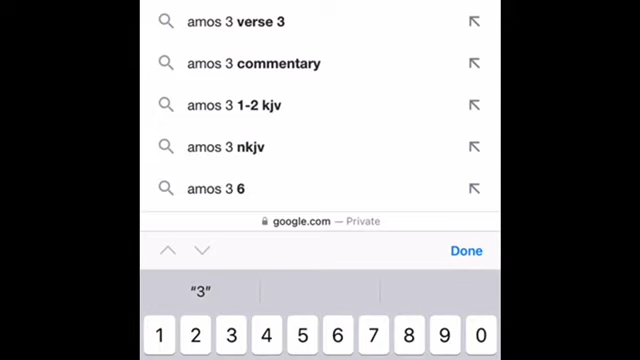 amos 3 verse 3
amos 3 commentary
amos 3 1-2 kjv
amos 3 nkjv
amos 3 6
google.com — Private
Done
"3"
1 2 3 4 5 6 7 8 9 0